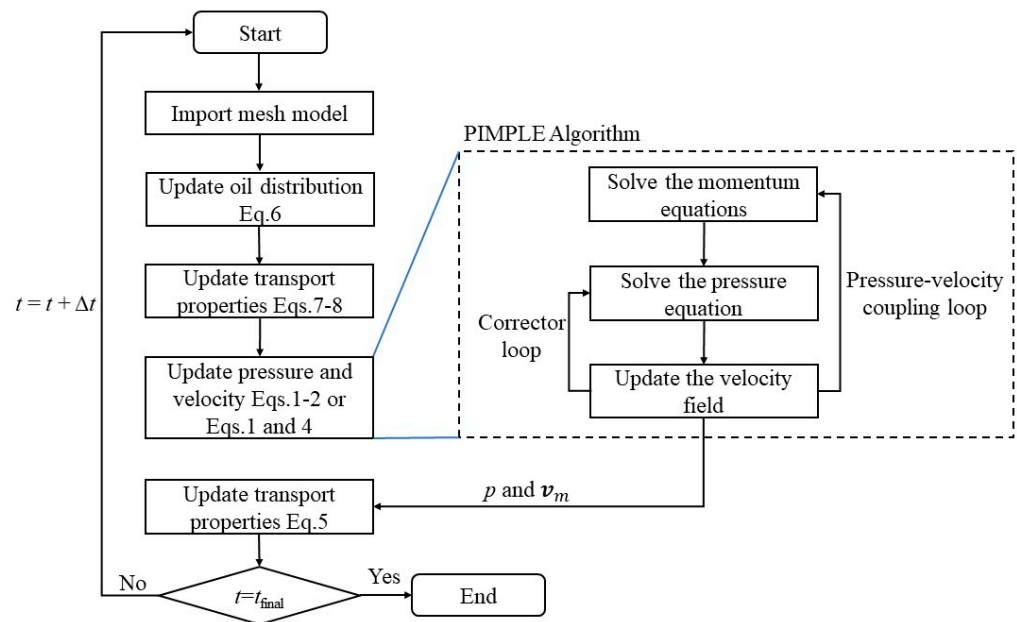 Start
Import mesh model
Update oil distribution
Eq.6
Update transport
properties Eqs.7-8
t = t + Δt
Update pressure and
velocity Eqs.1-2 or
Eqs.1 and 4
PIMPLE Algorithm
Solve the momentum
equations
Solve the pressure
equation
Pressure-velocity
coupling loop
Corrector
loop
Update the velocity
field
p and vₘ
Update transport
properties Eq.5
No
t=t_final
Yes
End